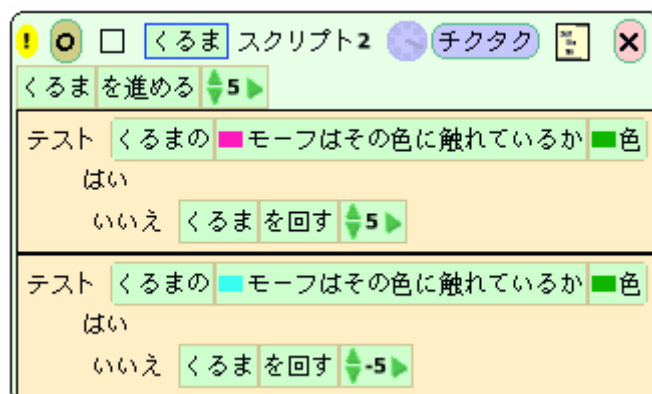 ! くるま スクリプト2 チクタク
くるま を進める 5
テスト くるまの モーフはその色に触れているか 色
はい
いいえ くるま を回す 5
テスト くるまの モーフはその色に触れているか 色
はい
いいえ くるま を回す -5